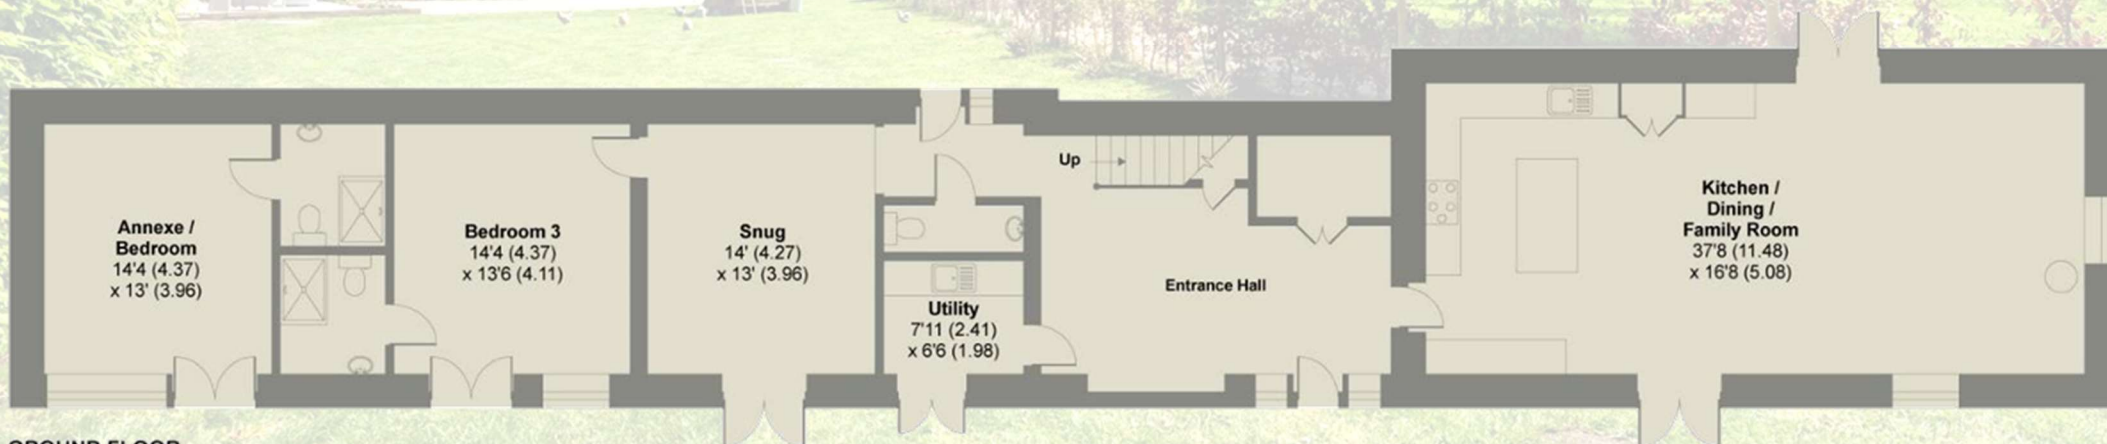 Annexe /
Bedroom
14'4 (4.37)
x 13' (3.96)
Bedroom 3
14'4 (4.37)
x 13'6 (4.11)
Snug
14' (4.27)
x 13' (3.96)
Utility
7'11 (2.41)
x 6'6 (1.98)
Up
Entrance Hall
Kitchen /
Dining /
Family Room
37'8 (11.48)
x 16'8 (5.08)
GROUND FLOOR